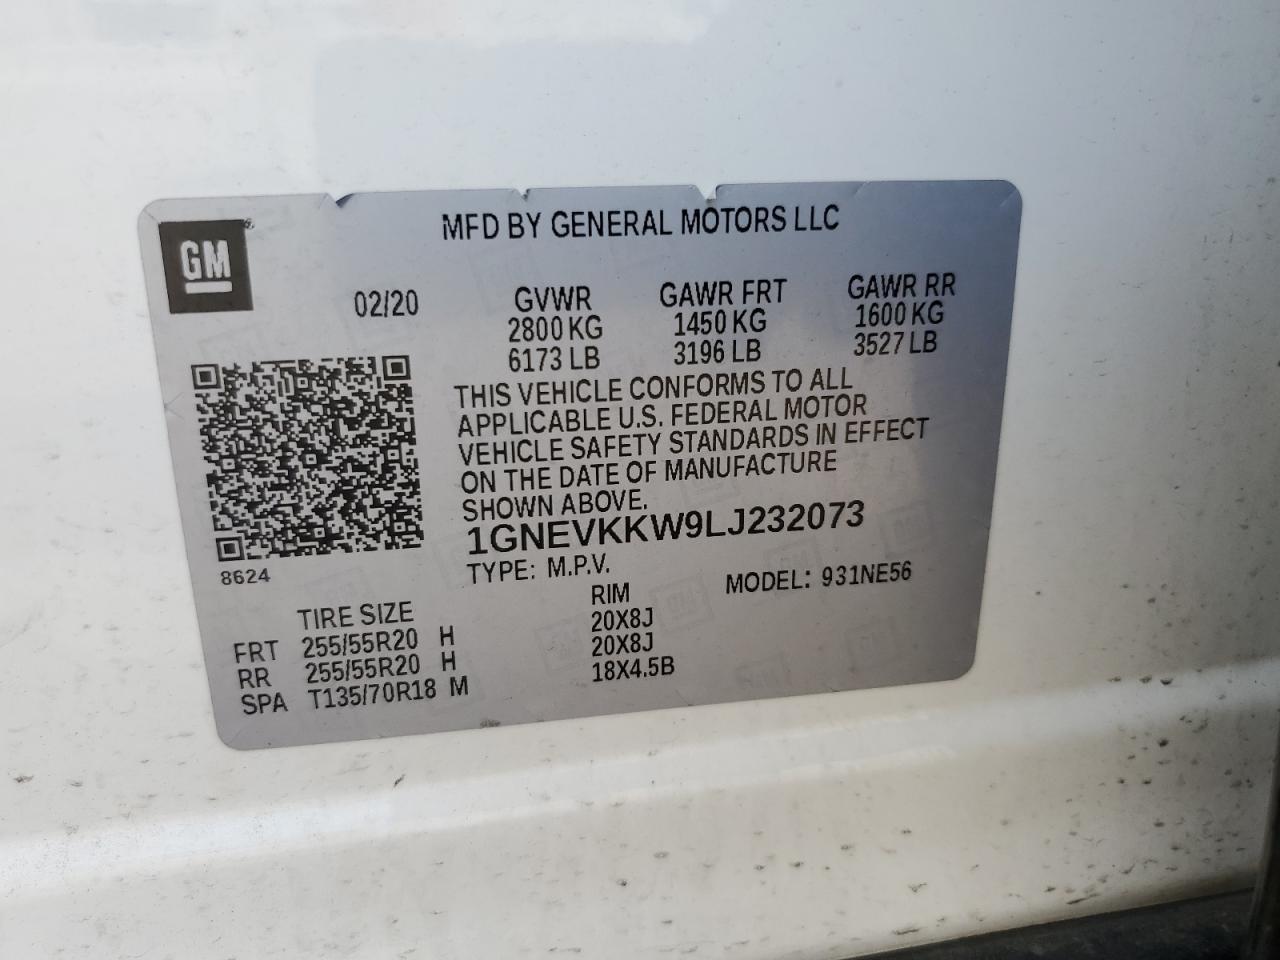 GM
MFD BY GENERAL MOTORS LLC
02/20
GVWR GAWR FRT GAWR RR
2800 KG 1450 KG 1600 KG
6173 LB 3196 LB 3527 LB
THIS VEHICLE CONFORMS TO ALL
APPLICABLE U.S. FEDERAL MOTOR
VEHICLE SAFETY STANDARDS IN EFFECT
ON THE DATE OF MANUFACTURE
SHOWN ABOVE.
1GNEVKKW9LJ232073
8624
TYPE: M.P.V. MODEL: 931NE56
TIRE SIZE RIM
FRT 255/55R20 H 20X8J
RR 255/55R20 H 20X8J
SPA T135/70R18 M 18X4.5B